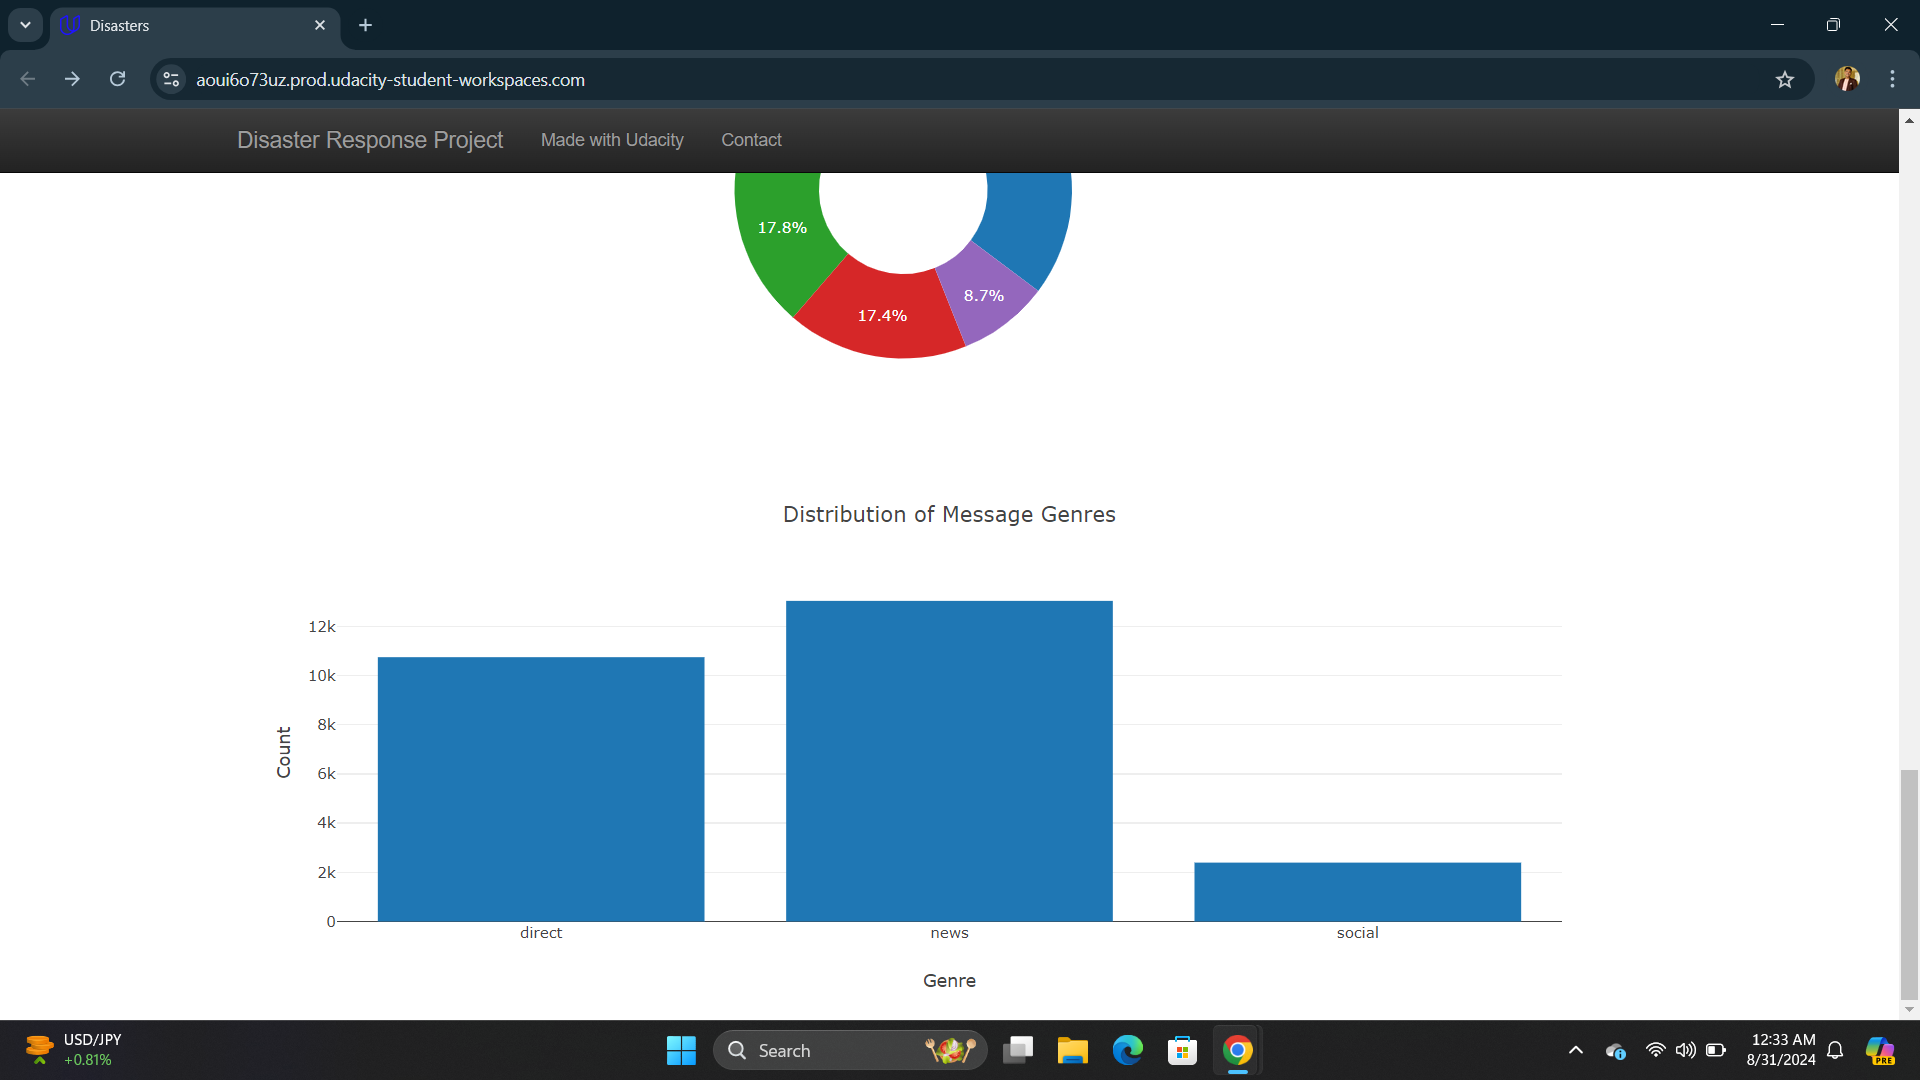 Disasters
aoui6o73uz.prod.udacity-student-workspaces.com
Disaster Response Project Made with Udacity Contact
17.8%
8.7%
17.4%
Distribution of Message Genres
12k
10k
8k
6k
4k
2k
0
Count
direct news social
Genre
USD/JPY
+0.81%
Search
12:33 AM
8/31/2024
PRE